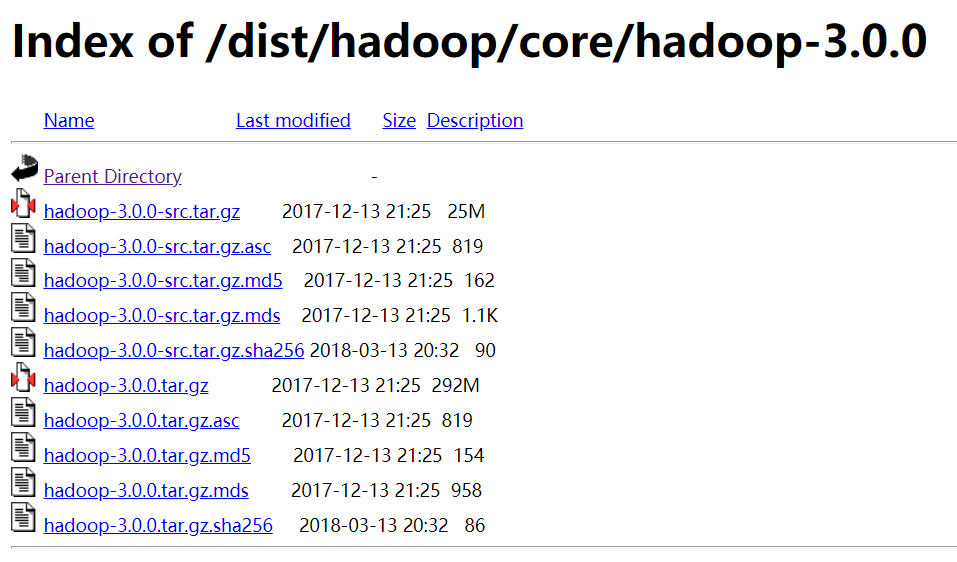 Index of /dist/hadoop/core/hadoop-3.0.0
Name Last modified Size Description
Parent Directory -
hadoop-3.0.0-src.tar.gz 2017-12-13 21:25 25M
hadoop-3.0.0-src.tar.gz.asc 2017-12-13 21:25 819
hadoop-3.0.0-src.tar.gz.md5 2017-12-13 21:25 162
hadoop-3.0.0-src.tar.gz.mds 2017-12-13 21:25 1.1K
hadoop-3.0.0-src.tar.gz.sha256 2018-03-13 20:32 90
hadoop-3.0.0.tar.gz 2017-12-13 21:25 292M
hadoop-3.0.0.tar.gz.asc 2017-12-13 21:25 819
hadoop-3.0.0.tar.gz.md5 2017-12-13 21:25 154
hadoop-3.0.0.tar.gz.mds 2017-12-13 21:25 958
hadoop-3.0.0.tar.gz.sha256 2018-03-13 20:32 86